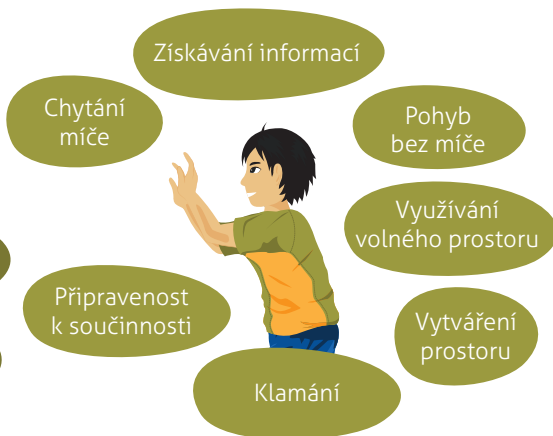 Získávání informací
Chytání
míče
Pohyb
bez míče
Využívání
volného prostoru
Připravenost
k součinnosti
Vytváření
prostoru
Klamání